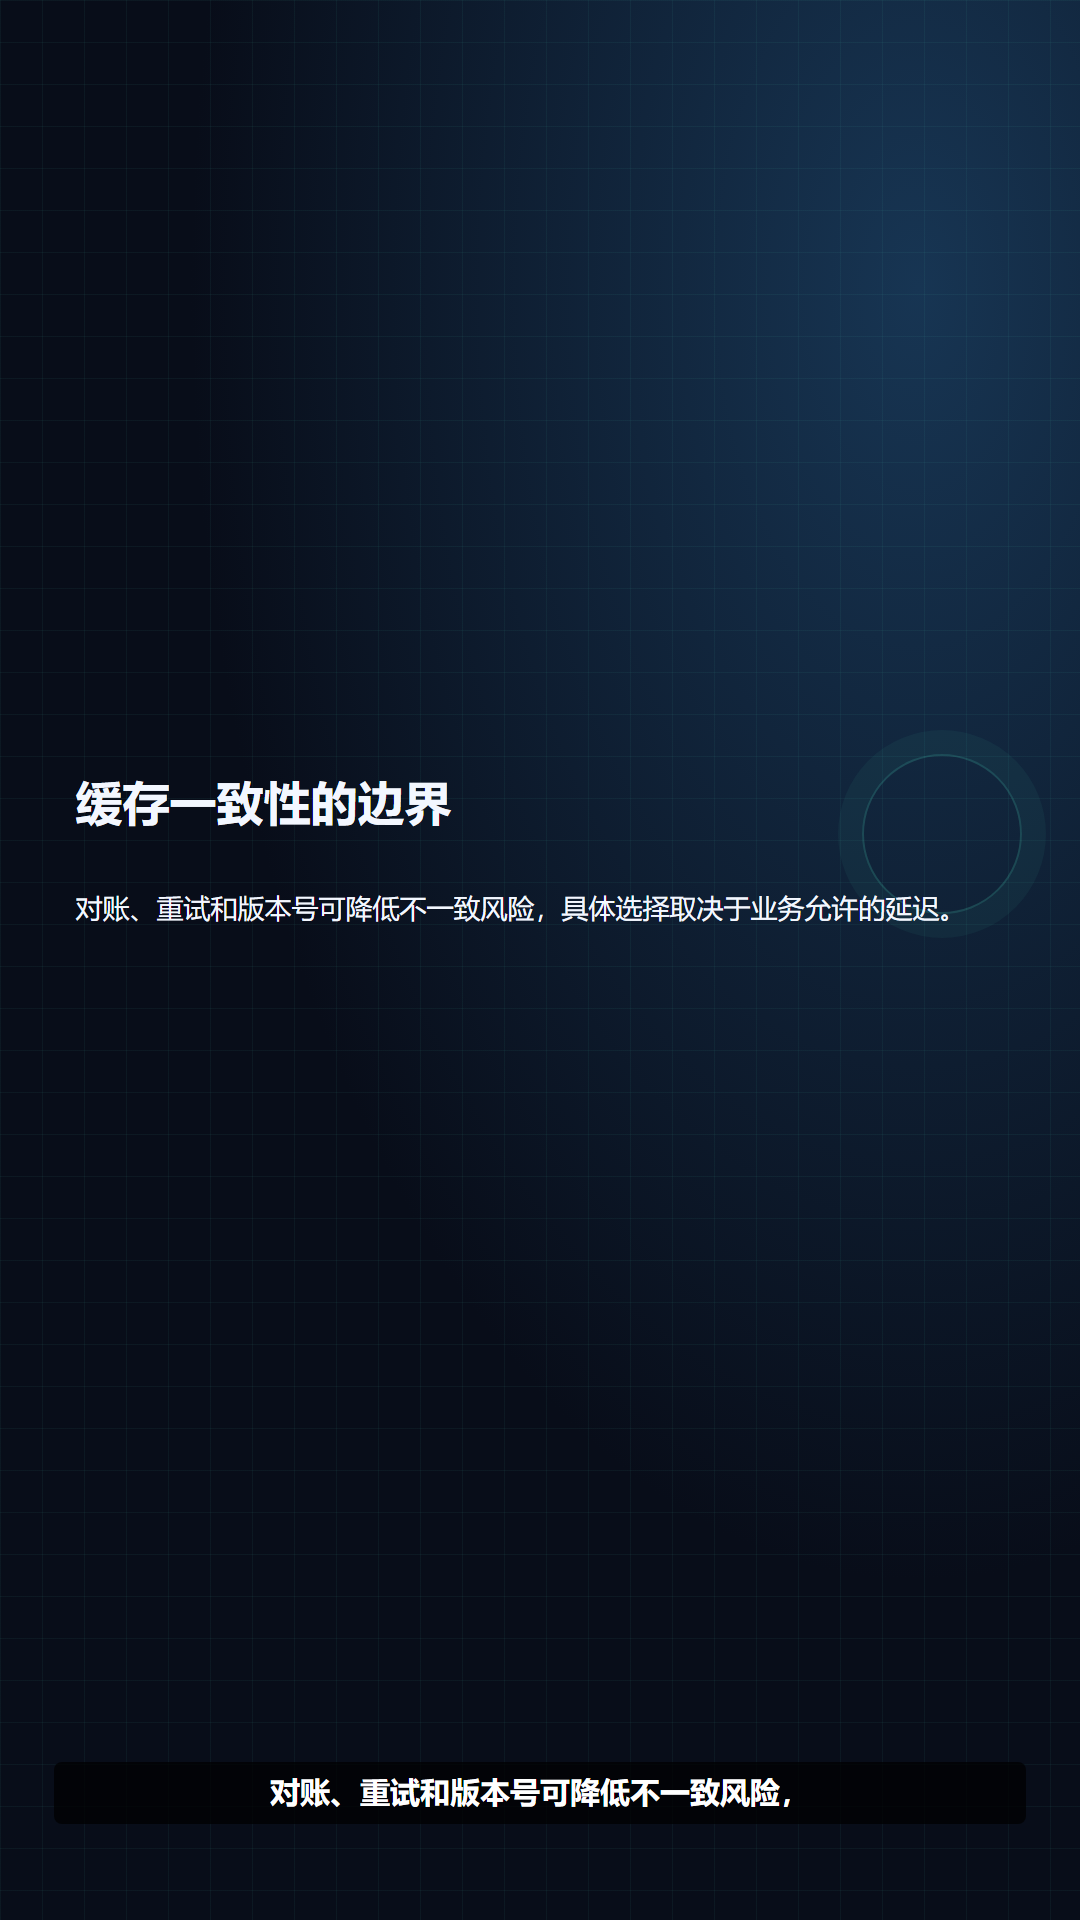 缓存一致性的边界
对账、重试和版本号可降低不一致风险，具体选择取决于业务允许的延迟。
对账、重试和版本号可降低不一致风险，